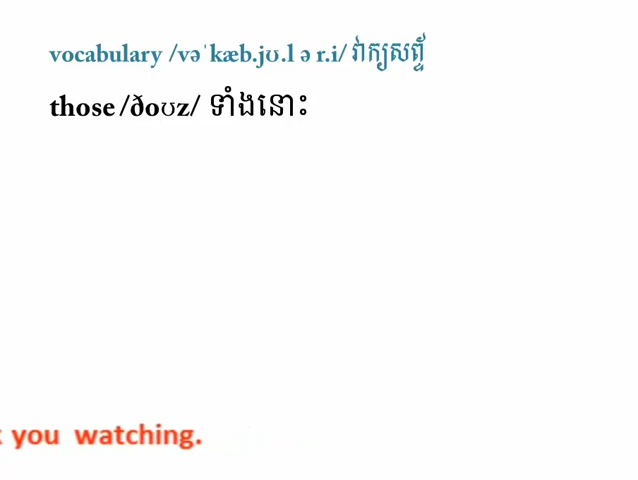 vocabulary /vəˈkæb.jʊ.l ə r.i/ វាក្យសព្ទ័
those /ðoʊz/ ទាំងនោះ
you watching.